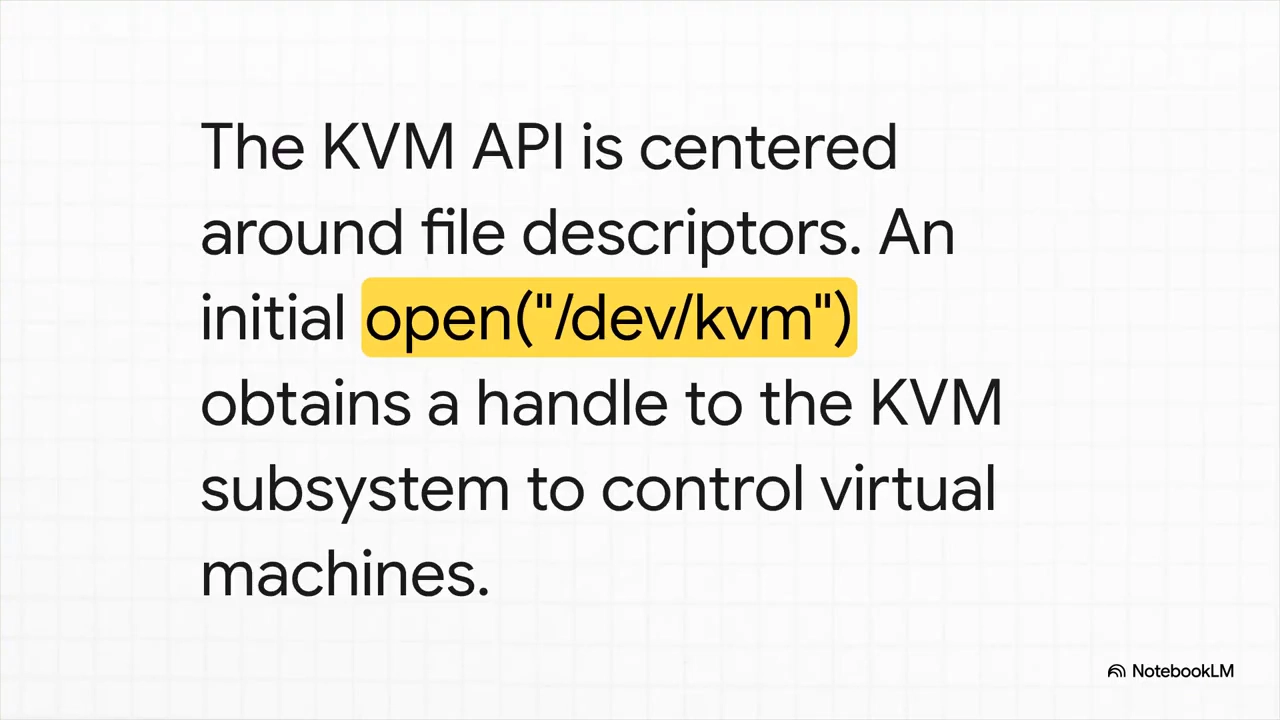 The KVM API is centered
around file descriptors. An
initial open("/dev/kvm")
obtains a handle to the KVM
subsystem to control virtual
machines.
NotebookLM